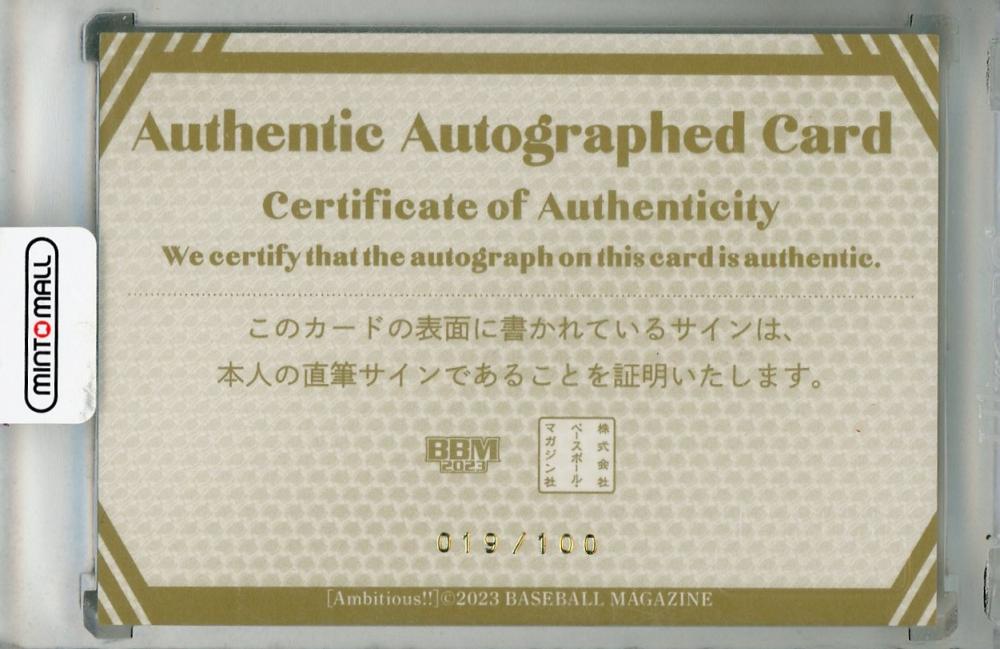 Authentic Autographed Card
Certificate of Authenticity
We certify that the autograph on this card is authentic.
このカードの表面に書かれているサインは、
本人の直筆サインであることを証明いたします。
MINT MALL
BBM
2023
株式会社
ベースボール・
マガジン社
019/100
[Ambitious!!]©2023 BASEBALL MAGAZINE